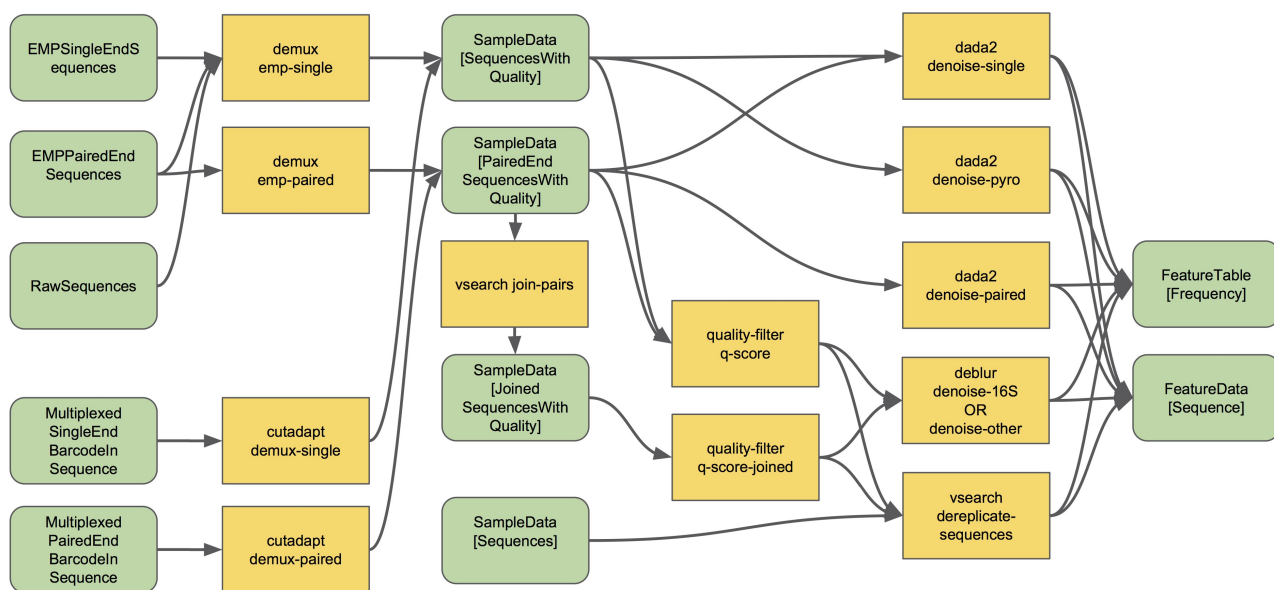 EMPSingleEndS
equences
demux
emp-single
SampleData
[SequencesWith
Quality]
dada2
denoise-single
EMPPairedEnd
Sequences
demux
emp-paired
SampleData
[PairedEnd
SequencesWith
Quality]
dada2
denoise-pyro
RawSequences
vsearch join-pairs
dada2
denoise-paired
FeatureTable
[Frequency]
quality-filter
q-score
SampleData
[Joined
SequencesWith
Quality]
deblur
denoise-16S
OR
denoise-other
FeatureData
[Sequence]
Multiplexed
SingleEnd
BarcodeIn
Sequence
cutadapt
demux-single
quality-filter
q-score-joined
Multiplexed
PairedEnd
BarcodeIn
Sequence
cutadapt
demux-paired
SampleData
[Sequences]
vsearch
dereplicate-
sequences